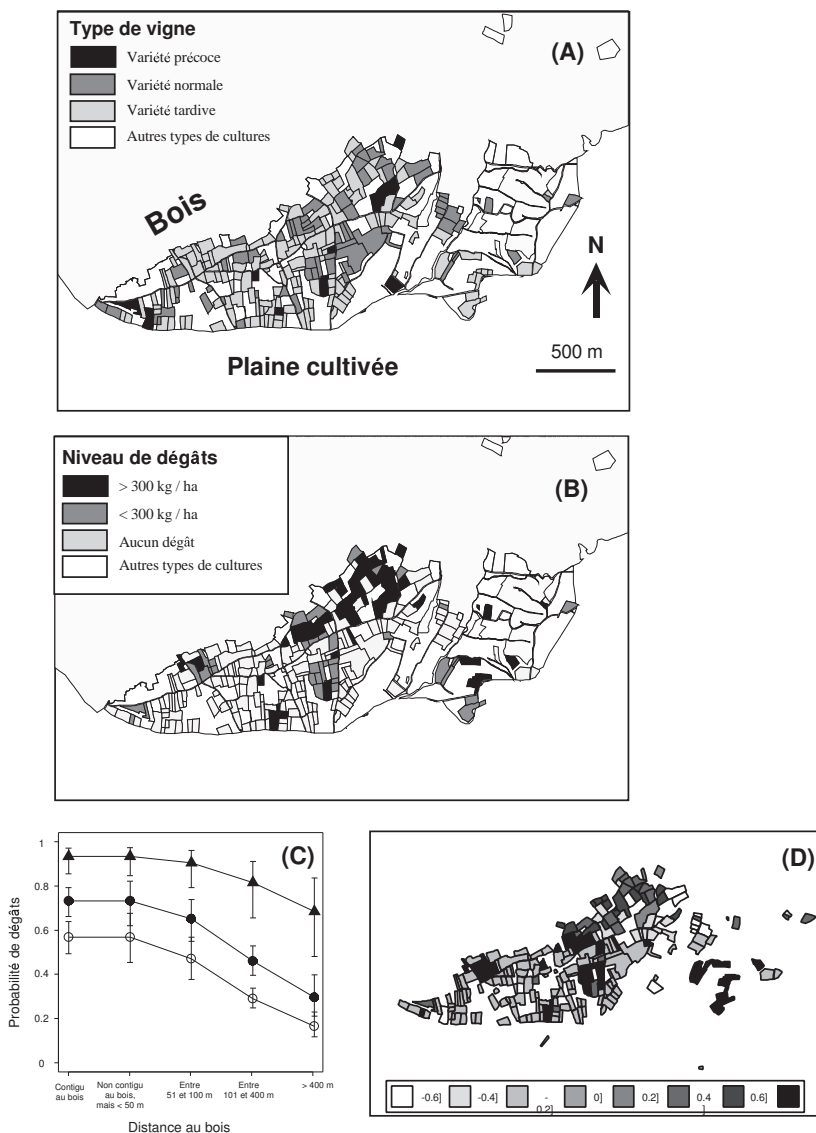 Type de vigne
(A)
Variété précoce
Variété normale
Variété tardive
Autres types de cultures
Bois
N
Plaine cultivée
500 m
Niveau de dégâts
(B)
> 300 kg / ha
< 300 kg / ha
Aucun dégât
Autres types de cultures
(C)
Probabilité de dégâts
1
0.8
0.6
0.4
0.2
0
Contigu au bois
Non contigu au bois, mais < 50 m
Entre 51 et 100 m
Entre 101 et 400 m
> 400 m
Distance au bois
(D)
-0.6]
-0.4]
-0.2]
0]
0.2]
0.4]
0.6]